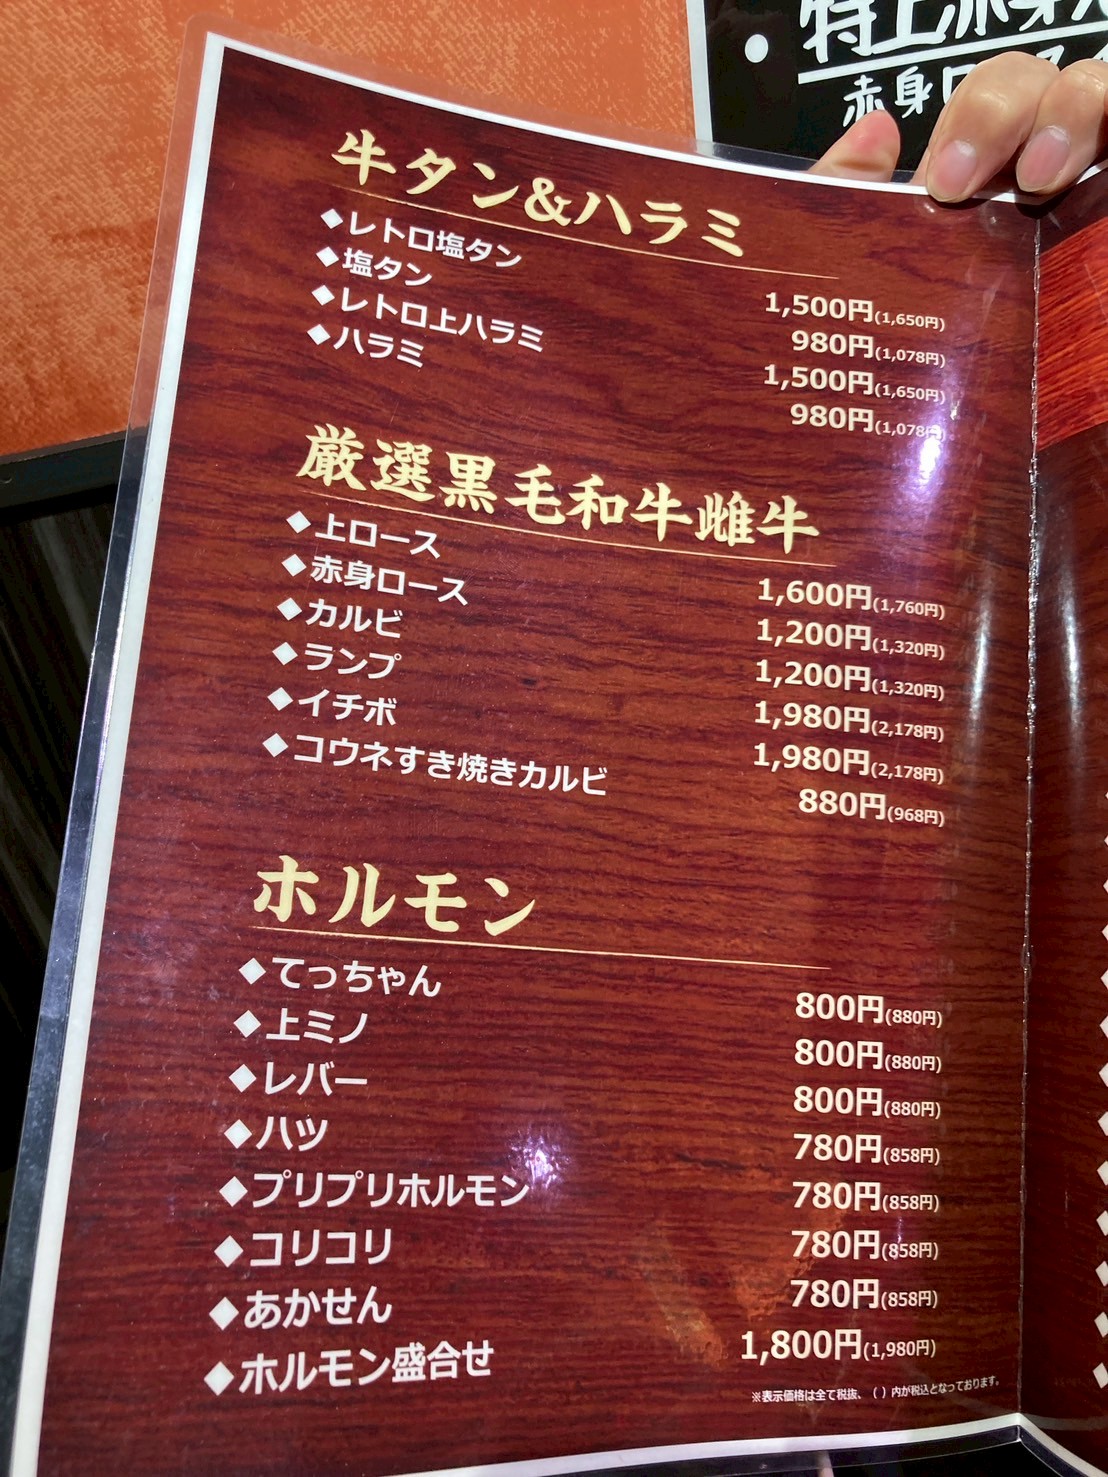 特上赤身
赤身ロ
牛タン&ハラミ
◆レトロ塩タン 1,500円(1,650円)
◆塩タン 980円(1,078円)
◆レトロ上ハラミ 1,500円(1,650円)
◆ハラミ 980円(1,078円)
厳選黒毛和牛雌牛
◆上ロース 1,600円(1,760円)
◆赤身ロース 1,200円(1,320円)
◆カルビ 1,200円(1,320円)
◆ランプ 1,980円(2,178円)
◆イチボ 1,980円(2,178円)
◆コウネすき焼きカルビ 880円(968円)
ホルモン
◆てっちゃん 800円(880円)
◆上ミノ 800円(880円)
◆レバー 800円(880円)
◆ハツ 780円(858円)
◆プリプリホルモン 780円(858円)
◆コリコリ 780円(858円)
◆あかせん 780円(858円)
◆ホルモン盛合せ 1,800円(1,980円)
※表示価格は全て税抜、( )内が税込となっております。